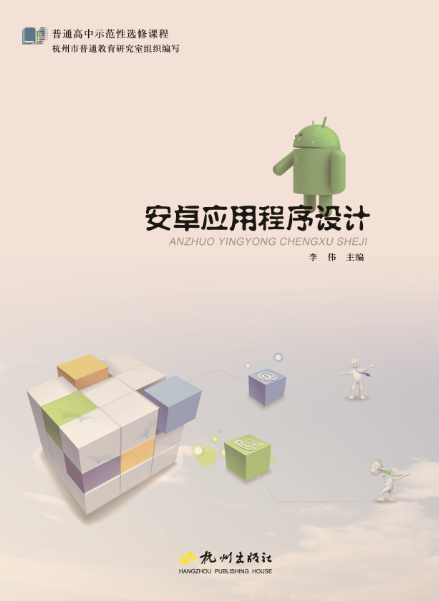 普通高中示范性选修课程
杭州市普通教育研究室组织编写
安卓应用程序设计
ANZHUO YINGYONG CHENGXU SHEJI
李 伟 主编
@
@
杭州出版社
HANGZHOU PUBLISHING HOUSE